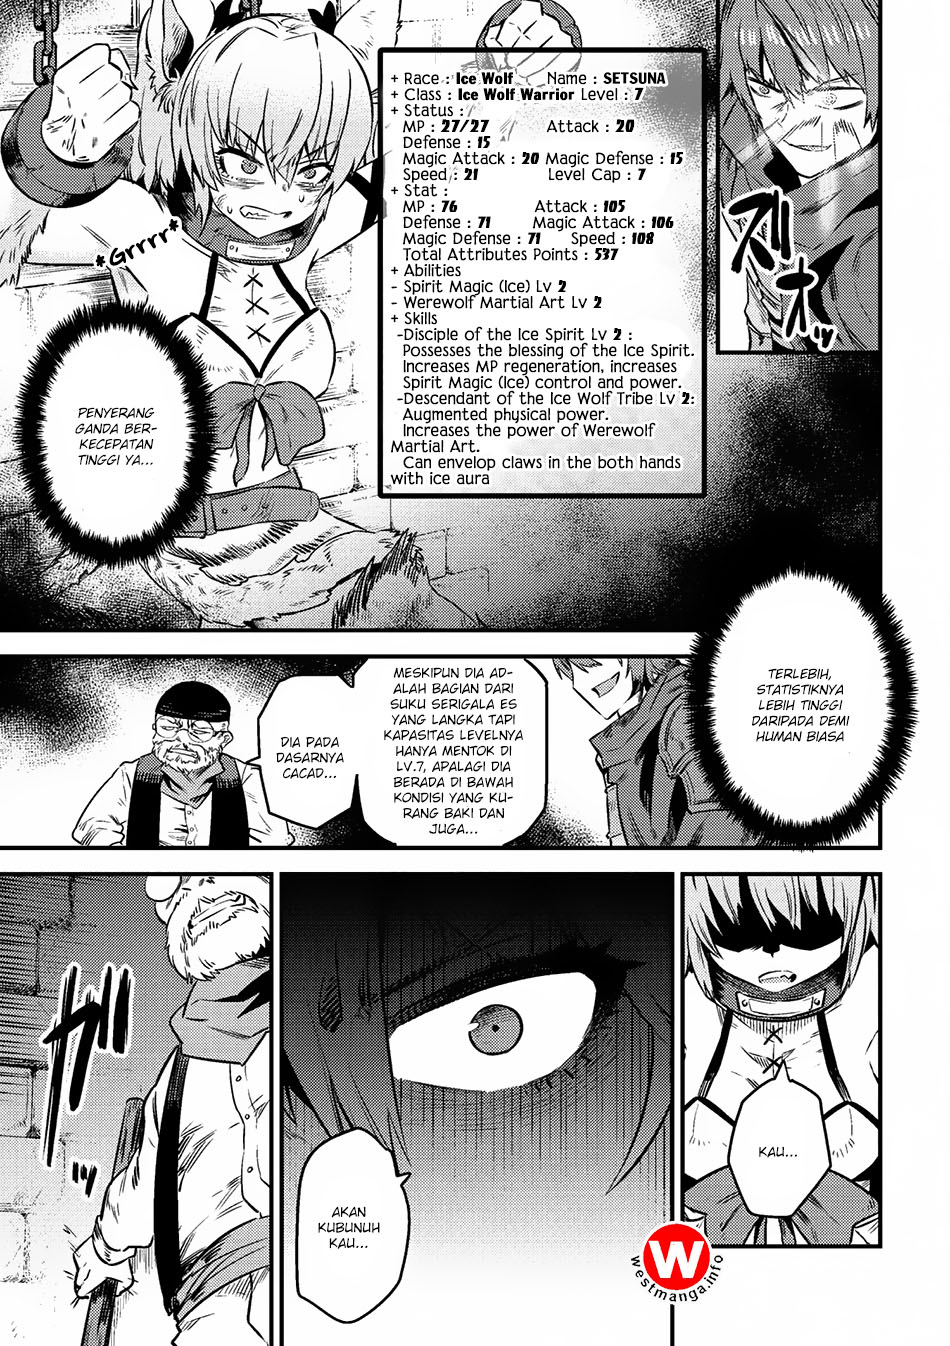 + Race : Ice Wolf Name : SETSUNA
+ Class : Ice Wolf Warrior Level : 7
+ Status :
MP : 27/27 Attack : 20
Defense : 15
Magic Attack : 20 Magic Defense : 15
Speed : 21 Level Cap : 7
+ Stat :
MP : 76 Attack : 105
Defense : 71 Magic Attack : 106
Magic Defense : 71 Speed : 108
Total Attributes Points : 537
+ Abilities
- Spirit Magic (Ice) Lv 2
- Werewolf Martial Art Lv 2
+ Skills
-Disciple of the Ice Spirit Lv 2 :
Possesses the blessing of the Ice Spirit.
Increases MP regeneration, increases
Spirit Magic (Ice) control and power.
-Descendant of the Ice Wolf Tribe Lv 2:
Augmented physical power.
Increases the power of Werewolf
Martial Art.
Can envelop claws in the both hands
with ice aura
ズオッ
*Grrrr*
PENYERANG
GANDA BER-
KECEPATAN
TINGGI YA...
TERLEBIH,
STATISTIKNYA
LEBIH TINGGI
DARIPADA DEMI
HUMAN BIASA
MESKIPUN DIA AD-
ALAH BAGIAN DARI
SUKU SERIGALA ES
YANG LANGKA TAPI
KAPASITAS LEVELNYA
HANYA MENTOK DI
LV.7, APALAGI DIA
BERADA DI BAWAH
KONDISI YANG KU-
RANG BAKI DAN
JUGA...
DIA PADA
DASARNYA
CACAD...
KAU...
AKAN
KUBUNUH
KAU...
W
westmanga.info